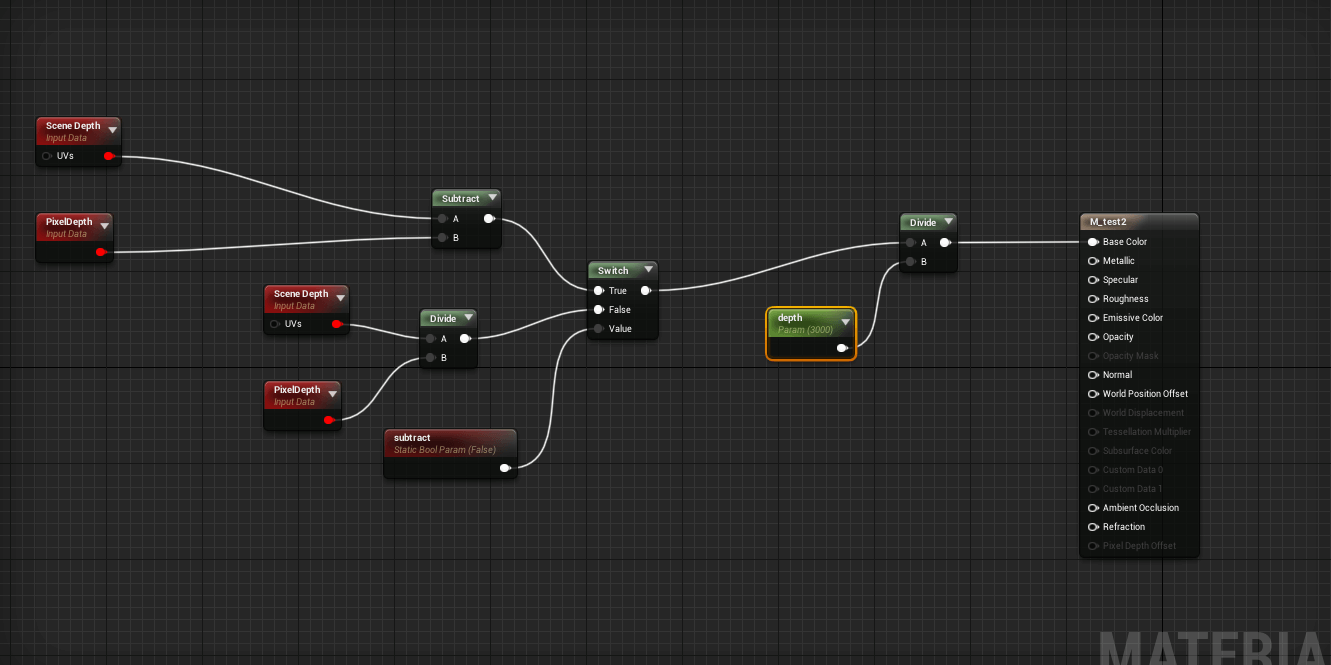 Scene Depth
Input Data
UVs
PixelDepth
Input Data
Subtract
A
B
Scene Depth
Input Data
UVs
Divide
A
B
PixelDepth
Input Data
subtract
Static Bool Param (False)
Switch
True
False
Value
depth
Param (3000)
Divide
A
B
M_test2
Base Color
Metallic
Specular
Roughness
Emissive Color
Opacity
Opacity Mask
Normal
World Position Offset
World Displacement
Tessellation Multiplier
Subsurface Color
Custom Data 0
Custom Data 1
Ambient Occlusion
Refraction
Pixel Depth Offset
MATERIA